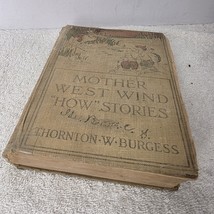 MOTHER
WEST WIND
"HOW" STORIES
THORNTON·W·BURGESS